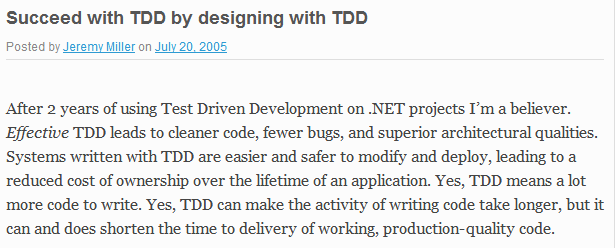 Succeed with TDD by designing with TDD
Posted by Jeremy Miller on July 20, 2005
After 2 years of using Test Driven Development on .NET projects I’m a believer.
Effective TDD leads to cleaner code, fewer bugs, and superior architectural qualities.
Systems written with TDD are easier and safer to modify and deploy, leading to a
reduced cost of ownership over the lifetime of an application. Yes, TDD means a lot
more code to write. Yes, TDD can make the activity of writing code take longer, but it
can and does shorten the time to delivery of working, production-quality code.